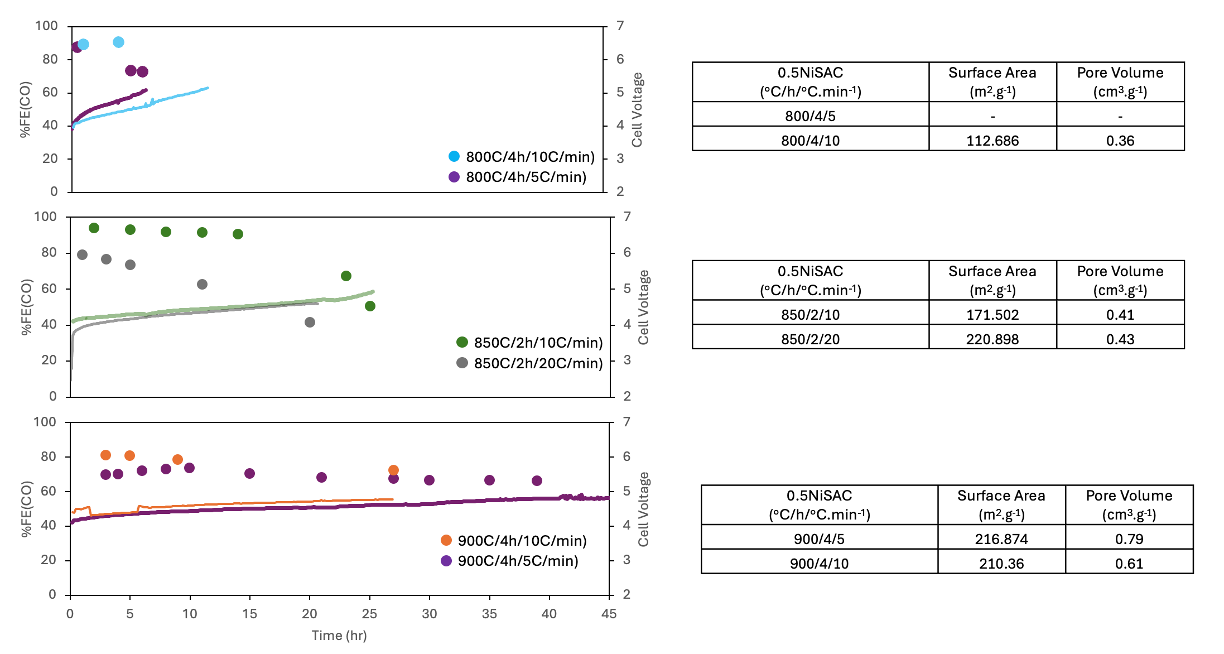 100
80
60
40
20
0
%FE(CO)
7
6
5
4
3
2
Cell Voltage
800C/4h/10C/min)
800C/4h/5C/min)
0.5NiSAC (ᵒC/h/ᵒC.min⁻¹)
Surface Area (m².g⁻¹)
Pore Volume (cm³.g⁻¹)
800/4/5 - -
800/4/10 112.686 0.36
100
80
60
40
20
0
%FE(CO)
7
6
5
4
3
2
Cell Voltage
850C/2h/10C/min)
850C/2h/20C/min)
0.5NiSAC (ᵒC/h/ᵒC.min⁻¹)
Surface Area (m².g⁻¹)
Pore Volume (cm³.g⁻¹)
850/2/10 171.502 0.41
850/2/20 220.898 0.43
100
80
60
40
20
0
%FE(CO)
7
6
5
4
3
2
Cell Voltage
900C/4h/10C/min)
900C/4h/5C/min)
0 5 10 15 20 25 30 35 40 45
Time (hr)
0.5NiSAC (ᵒC/h/ᵒC.min⁻¹)
Surface Area (m².g⁻¹)
Pore Volume (cm³.g⁻¹)
900/4/5 216.874 0.79
900/4/10 210.36 0.61